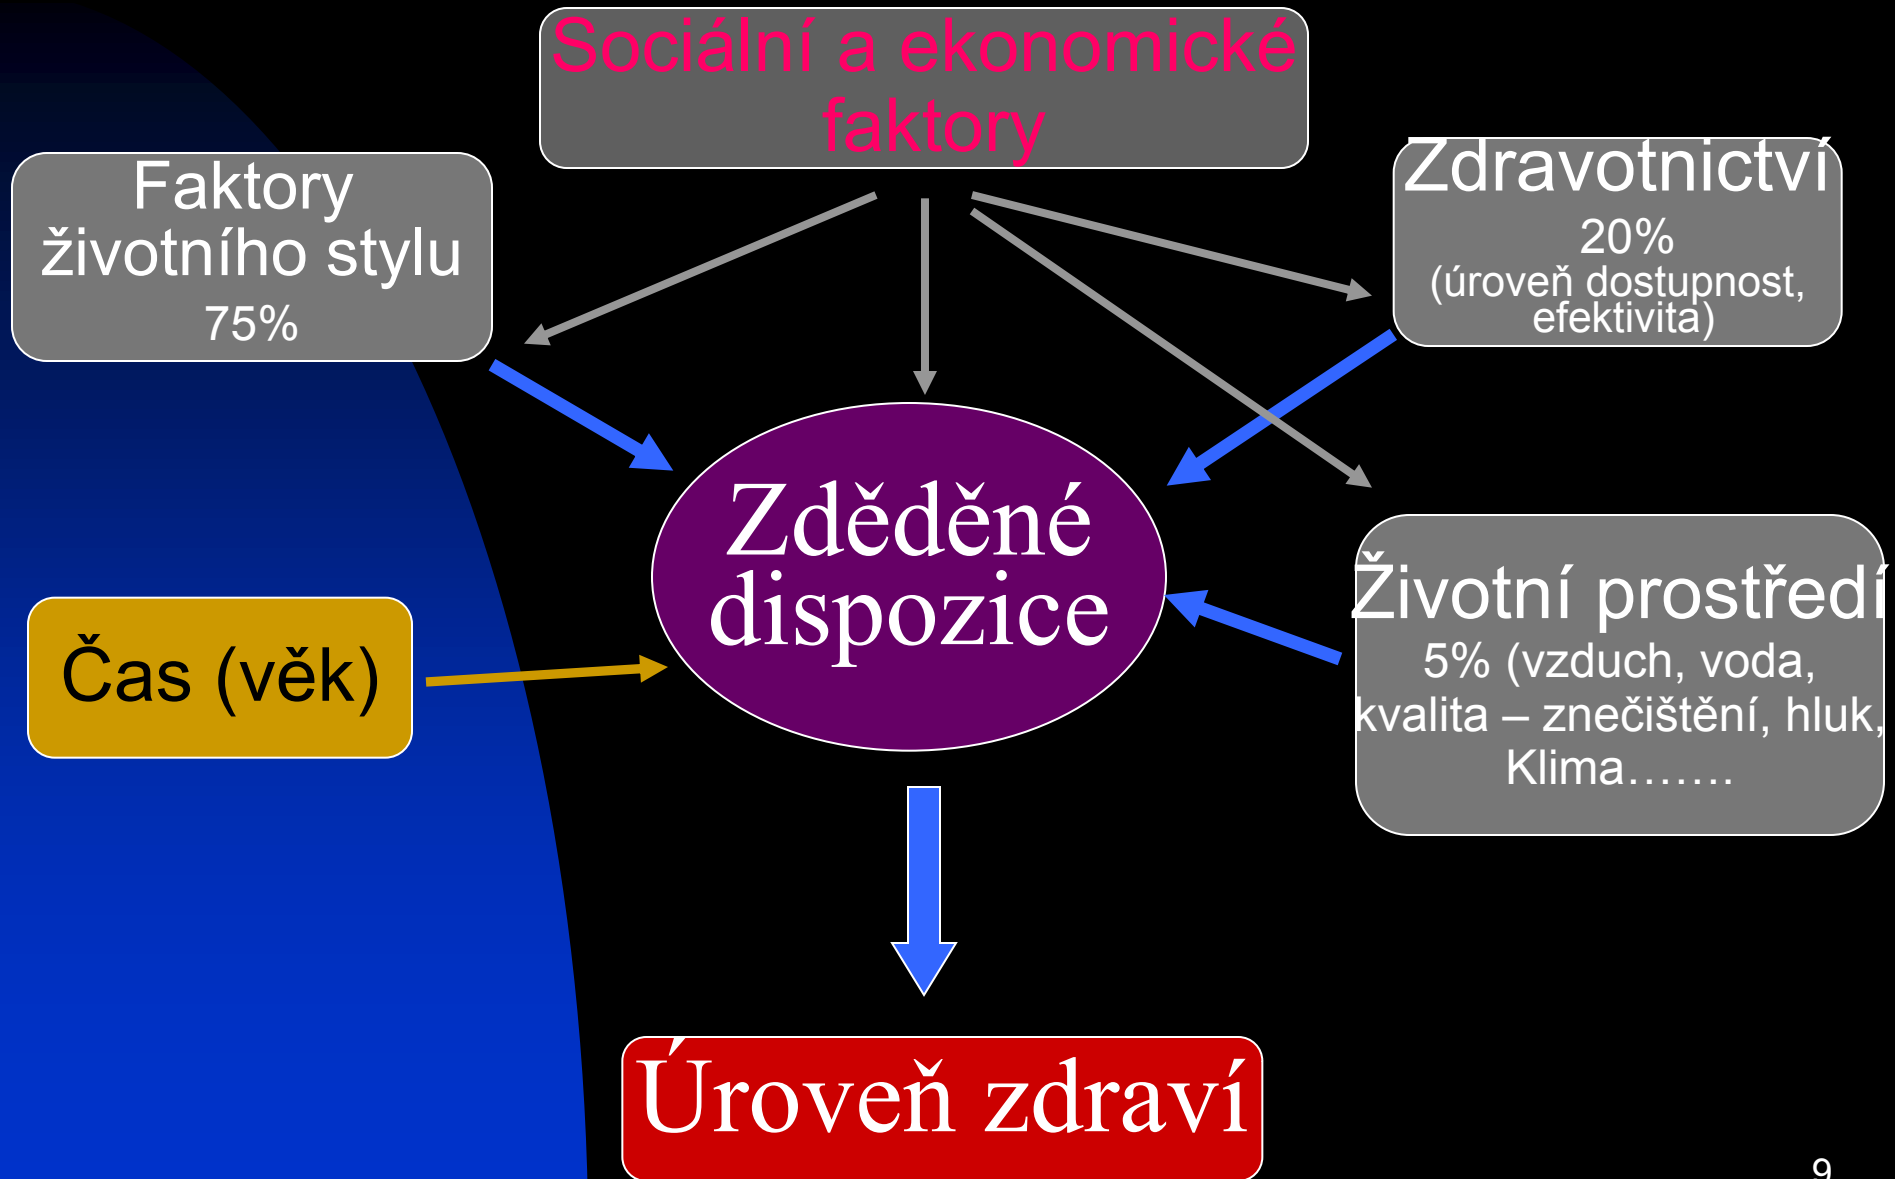 Sociální a ekonomické
faktory
Faktory
životního stylu
75%
Zdravotnictví
20%
(úroveň dostupnost,
efektivita)
Zděděné
dispozice
Životní prostředí
5% (vzduch, voda,
kvalita – znečištění, hluk,
Klima…….
Čas (věk)
Úroveň zdraví
9